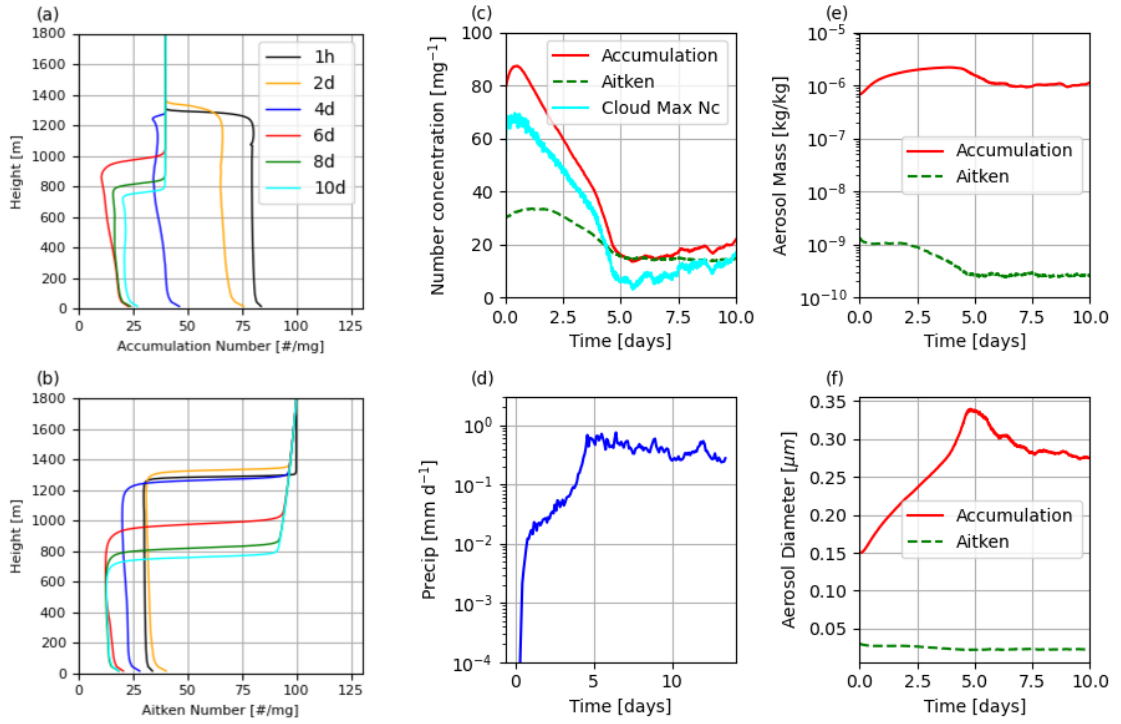 (a)
1800
1600
1400
1200
1000
800
600
400
200
0
Height [m]
1h
2d
4d
6d
8d
10d
0 25 50 75 100 125
Accumulation Number [#/mg]
(c)
100
80
60
40
20
0
Number concentration [mg⁻¹]
Accumulation
Aitken
Cloud Max Nc
0.0 2.5 5.0 7.5 10.0
Time [days]
(e)
10⁻⁵
10⁻⁶
10⁻⁷
10⁻⁸
10⁻⁹
10⁻¹⁰
Aerosol Mass [kg/kg]
Accumulation
Aitken
0.0 2.5 5.0 7.5 10.0
Time [days]
(b)
1800
1600
1400
1200
1000
800
600
400
200
0
Height [m]
0 25 50 75 100 125
Aitken Number [#/mg]
(d)
10⁰
10⁻¹
10⁻²
10⁻³
10⁻⁴
Precip [mm d⁻¹]
0 5 10
Time [days]
(f)
0.35
0.30
0.25
0.20
0.15
0.10
0.05
Aerosol Diameter [μm]
Accumulation
Aitken
0.0 2.5 5.0 7.5 10.0
Time [days]